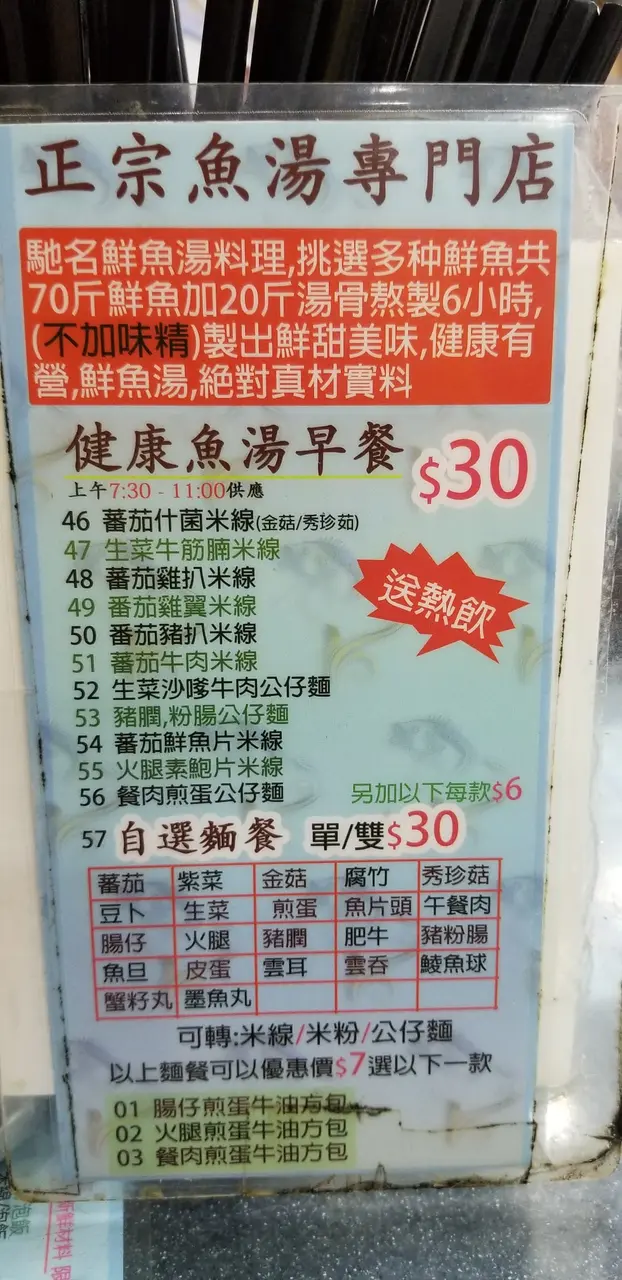 正宗魚湯專門店
馳名鮮魚湯料理,挑選多种鮮魚共
70斤鮮魚加20斤湯骨熬製6小時,
(不加味精)製出鮮甜美味,健康有
營,鮮魚湯,絕對真材實料
健康魚湯早餐 $30
上午7:30 - 11:00供應
46 蕃茄什菌米線(金菇/秀珍茹)
47 生菜牛筋腩米線
48 蕃茄雞扒米線
49 番茄雞翼米線
送熱飲
50 番茄豬扒米線
51 蕃茄牛肉米線
52 生菜沙嗲牛肉公仔麵
53 豬膶,粉腸公仔麵
54 蕃茄鮮魚片米線
55 火腿素鮑片米線
56 餐肉煎蛋公仔麵 另加以下每款$6
57 自選麵餐 單/雙$30
蕃茄 紫菜 金菇 腐竹 秀珍菇
豆卜 生菜 煎蛋 魚片頭 午餐肉
腸仔 火腿 豬膶 肥牛 豬粉腸
魚旦 皮蛋 雲耳 雲吞 鯪魚球
蟹籽丸 墨魚丸
可轉:米線/米粉/公仔麵
以上麵餐可以優惠價$7選以下一款
01 腸仔煎蛋牛油方包
02 火腿煎蛋牛油方包
03 餐肉煎蛋牛油方包